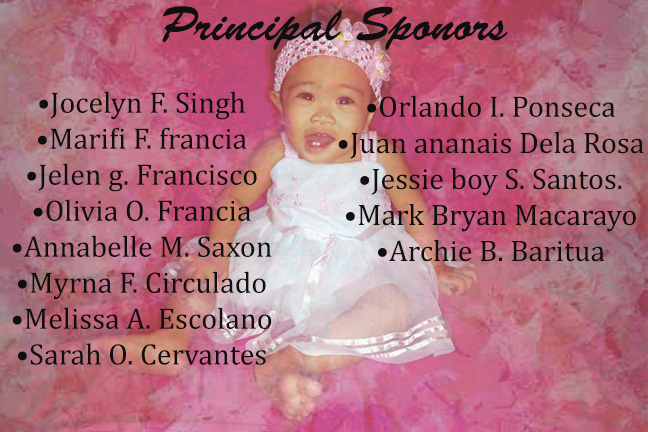 Principal Sponors
•Jocelyn F. Singh
•Marifi F. francia
•Jelen g. Francisco
•Olivia O. Francia
•Annabelle M. Saxon
•Myrna F. Circulado
•Melissa A. Escolano
•Sarah O. Cervantes
•Orlando I. Ponseca
•Juan ananais Dela Rosa
•Jessie boy S. Santos.
•Mark Bryan Macarayo
•Archie B. Baritua